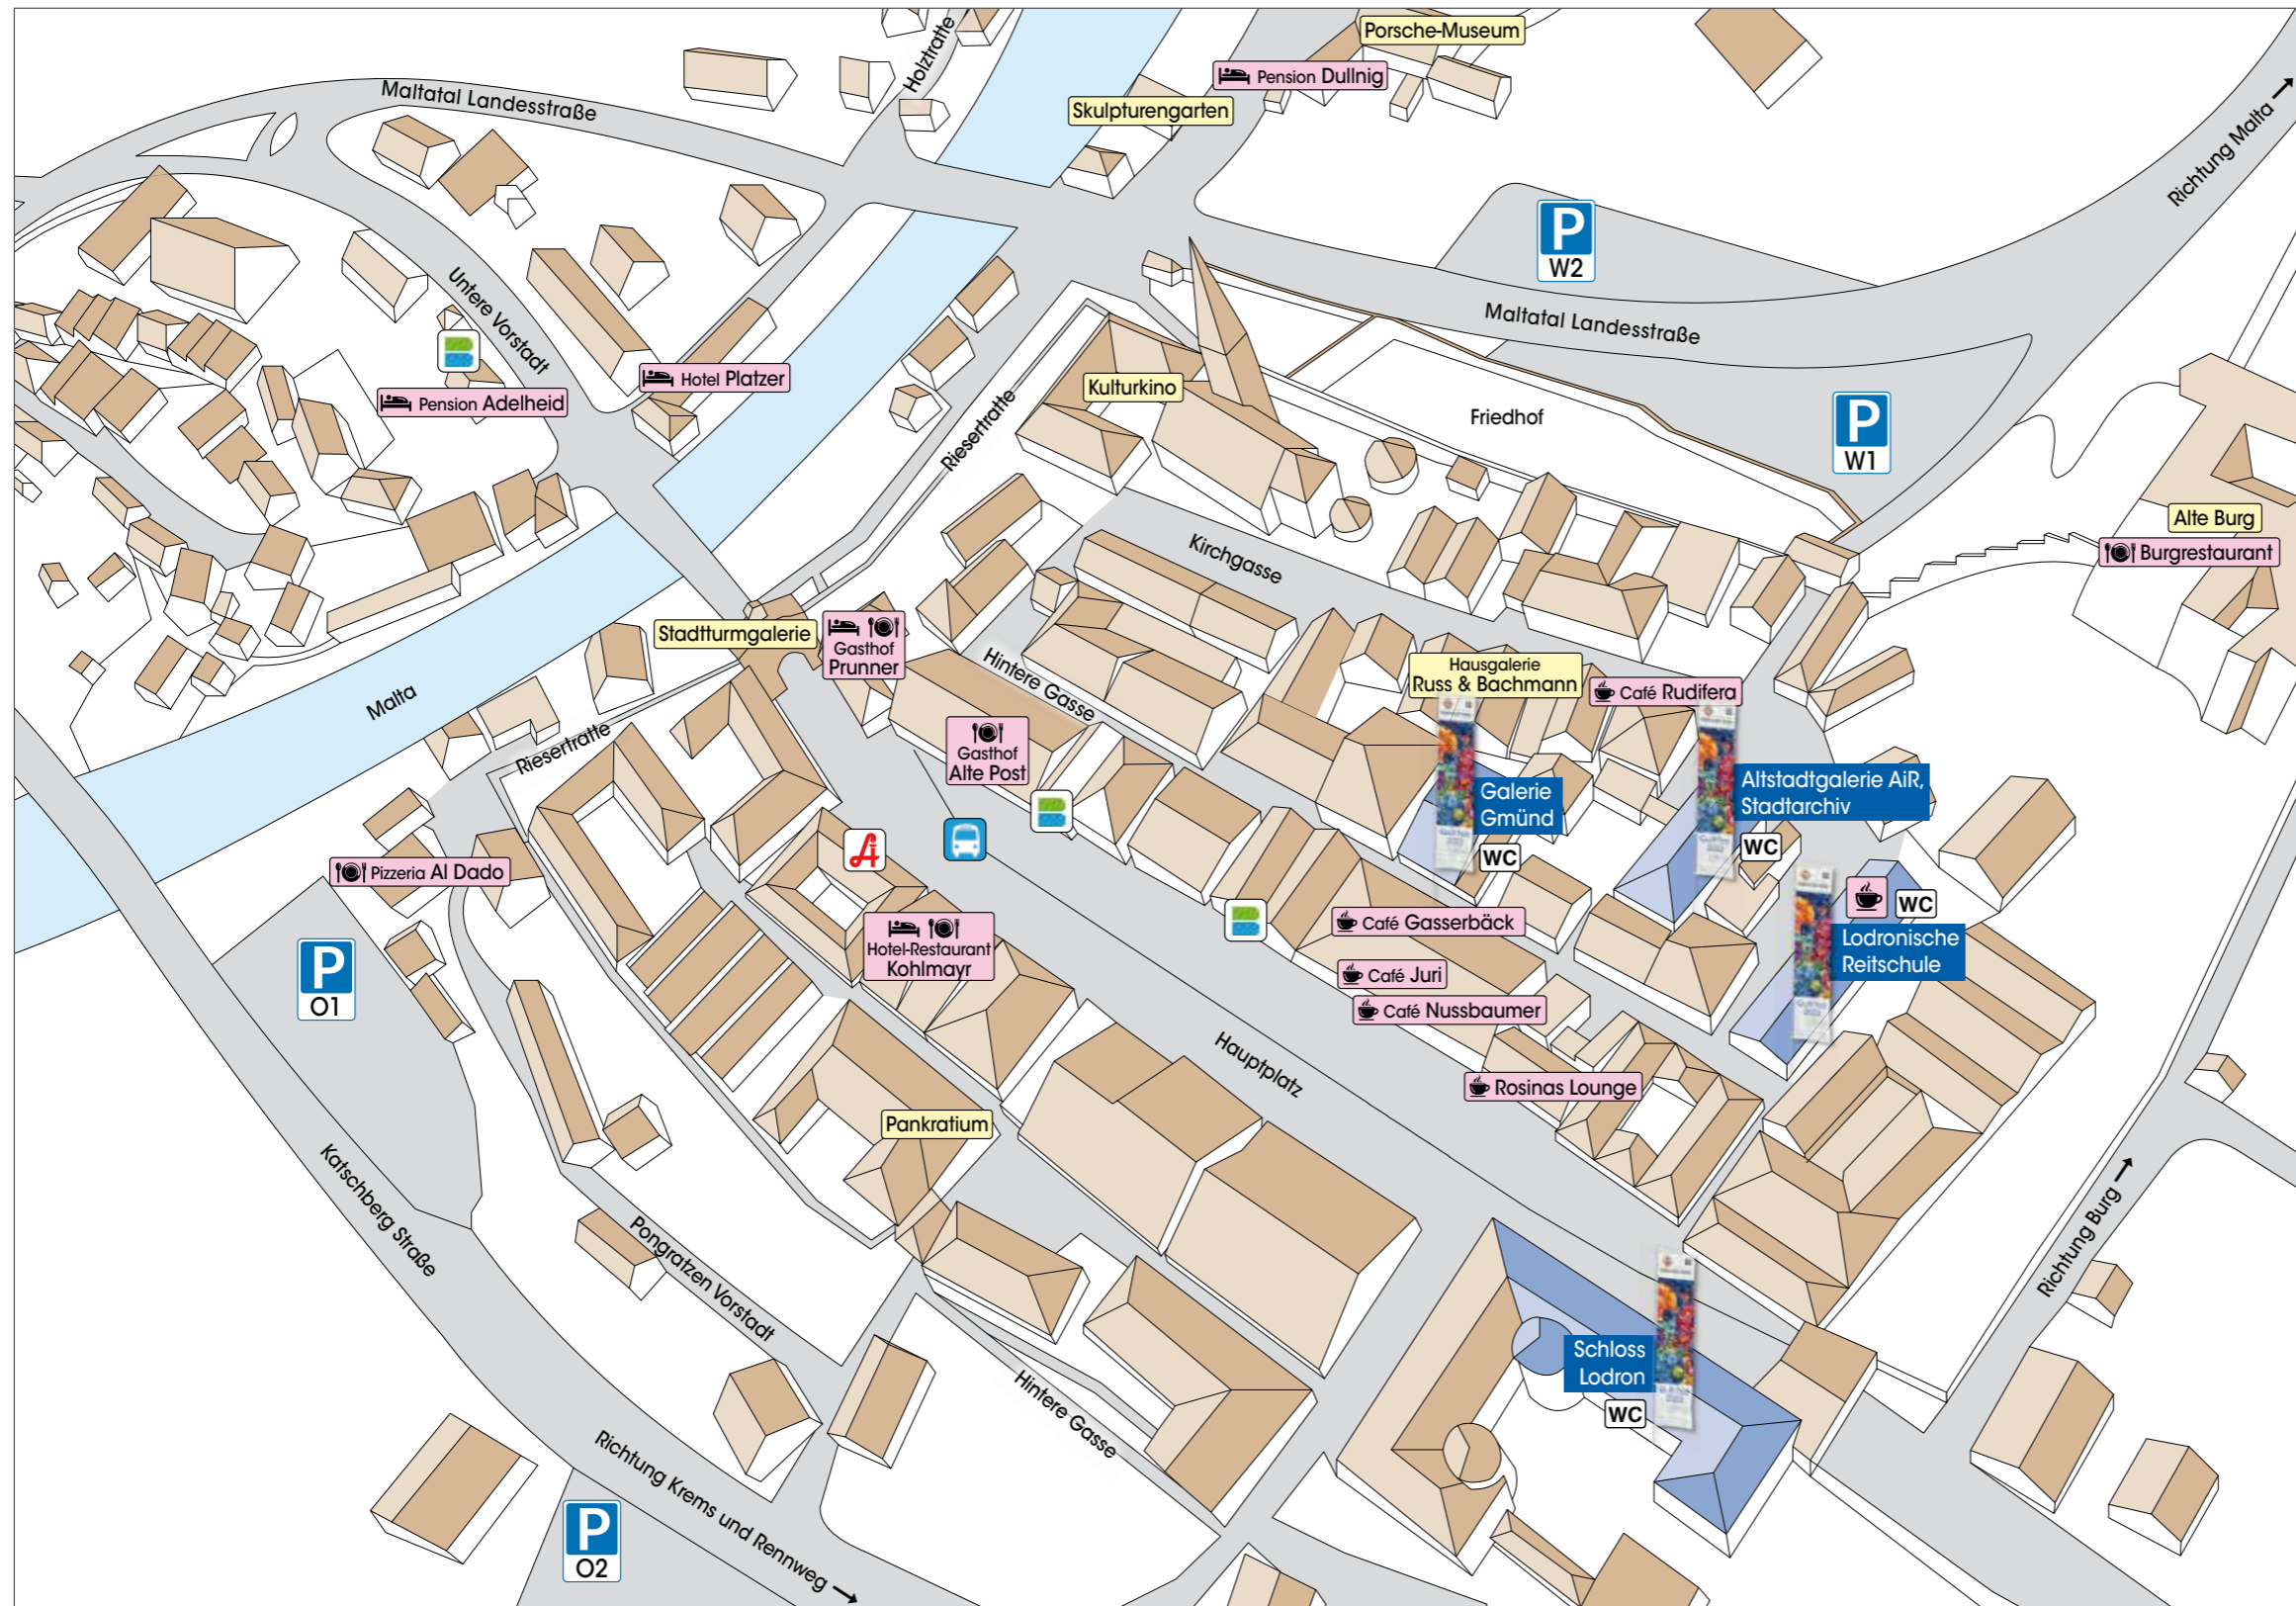 Porsche-Museum
Pension Dullnig
Skulpturengarten
Holztratte
Maltatal Landesstraße
Richtung Malta
P
W2
Maltatal Landesstraße
Untere Vorstadt
Hotel Platzer
Pension Adelheid
Kulturkino
Friedhof
P
W1
Riesertratte
Alte Burg
Burgrestaurant
Kirchgasse
Stadtturmgalerie
Gasthof
Prunner
Hintere Gasse
Hausgalerie
Russ & Bachmann
Café Rudifera
Malta
Riesertratte
Gasthof
Alte Post
Galerie
Gmünd
WC
Altstadtgalerie AiR,
Stadtarchiv
WC
Pizzeria Al Dado
WC
Lodronische
Reitschule
Café Gasserbäck
Hotel-Restaurant
Kohlmayr
Café Juri
Café Nussbaumer
P
O1
Hauptplatz
Rosinas Lounge
Pankratium
Katschberg Straße
Pongratzen Vorstadt
Richtung Burg
Schloss
Lodron
WC
Hintere Gasse
Richtung Krems und Rennweg
P
O2